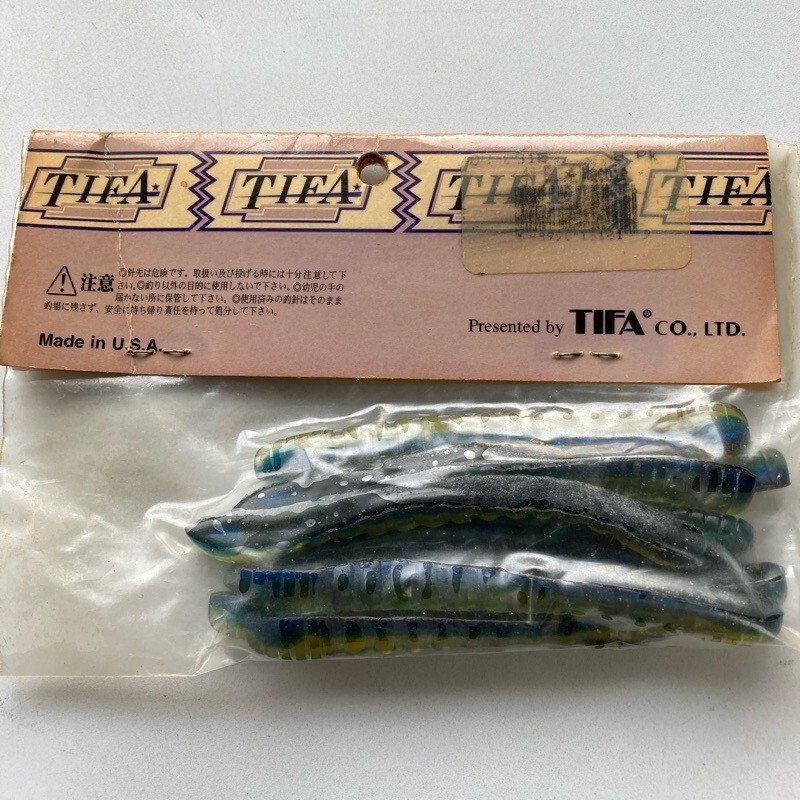 TIFA TIFA TIFA TIFA
注意
◎針先は危険です。取扱い及び投げる時には十分注意して下
さい。◎釣り以外の目的に使用しないで下さい。◎幼児の手の
届かない所に保管して下さい。◎使用済みの釣針はそのまま
釣場に残さず、安全に持ち帰り責任を持って処分して下さい。
Made in U.S.A.
Presented by TIFA® CO., LTD.